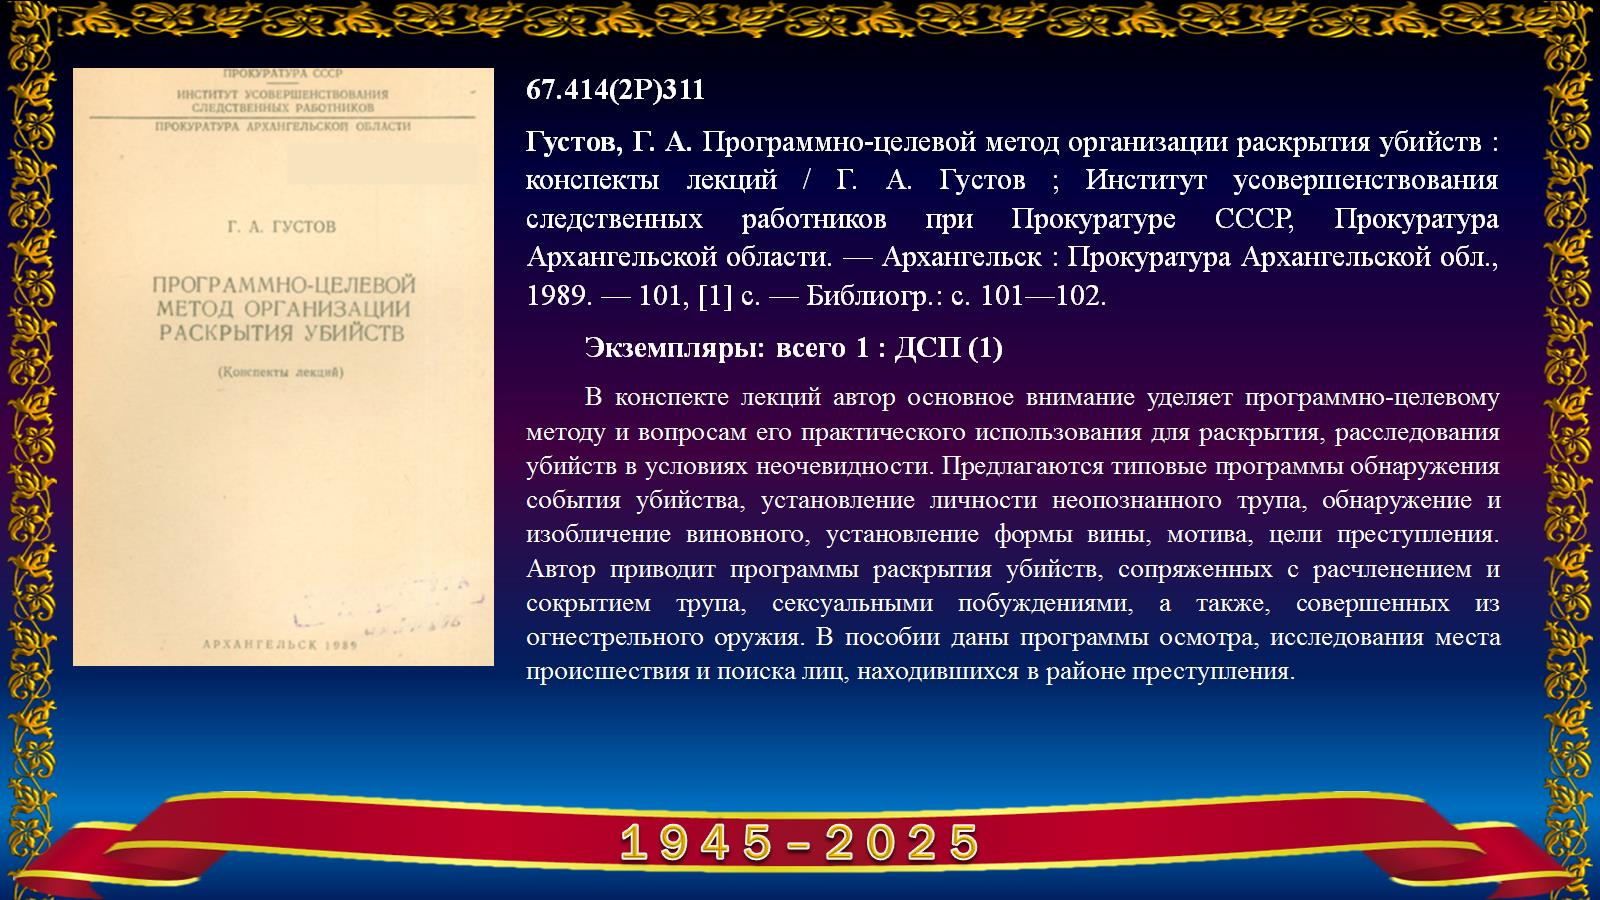 ПРОКУРАТУРА СССР
ИНСТИТУТ УСОВЕРШЕНСТВОВАНИЯ
СЛЕДСТВЕННЫХ РАБОТНИКОВ
ПРОКУРАТУРА АРХАНГЕЛЬСКОЙ ОБЛАСТИ
Г. А. ГУСТОВ
ПРОГРАММНО-ЦЕЛЕВОЙ
МЕТОД ОРГАНИЗАЦИИ
РАСКРЫТИЯ УБИЙСТВ
(Конспекты лекций)
АРХАНГЕЛЬСК 1989
67.414(2Р)311
Густов, Г. А. Программно-целевой метод организации раскрытия убийств :
конспекты лекций / Г. А. Густов ; Институт усовершенствования
следственных работников при Прокуратуре СССР, Прокуратура
Архангельской области. — Архангельск : Прокуратура Архангельской обл.,
1989. — 101, [1] с. — Библиогр.: с. 101—102.
Экземпляры: всего 1 : ДСП (1)
В конспекте лекций автор основное внимание уделяет программно-целевому
методу и вопросам его практического использования для раскрытия, расследования
убийств в условиях неочевидности. Предлагаются типовые программы обнаружения
события убийства, установление личности неопознанного трупа, обнаружение и
изобличение виновного, установление формы вины, мотива, цели преступления.
Автор приводит программы раскрытия убийств, сопряженных с расчленением и
сокрытием трупа, сексуальными побуждениями, а также, совершенных из
огнестрельного оружия. В пособии даны программы осмотра, исследования места
происшествия и поиска лиц, находившихся в районе преступления.
1945–2025